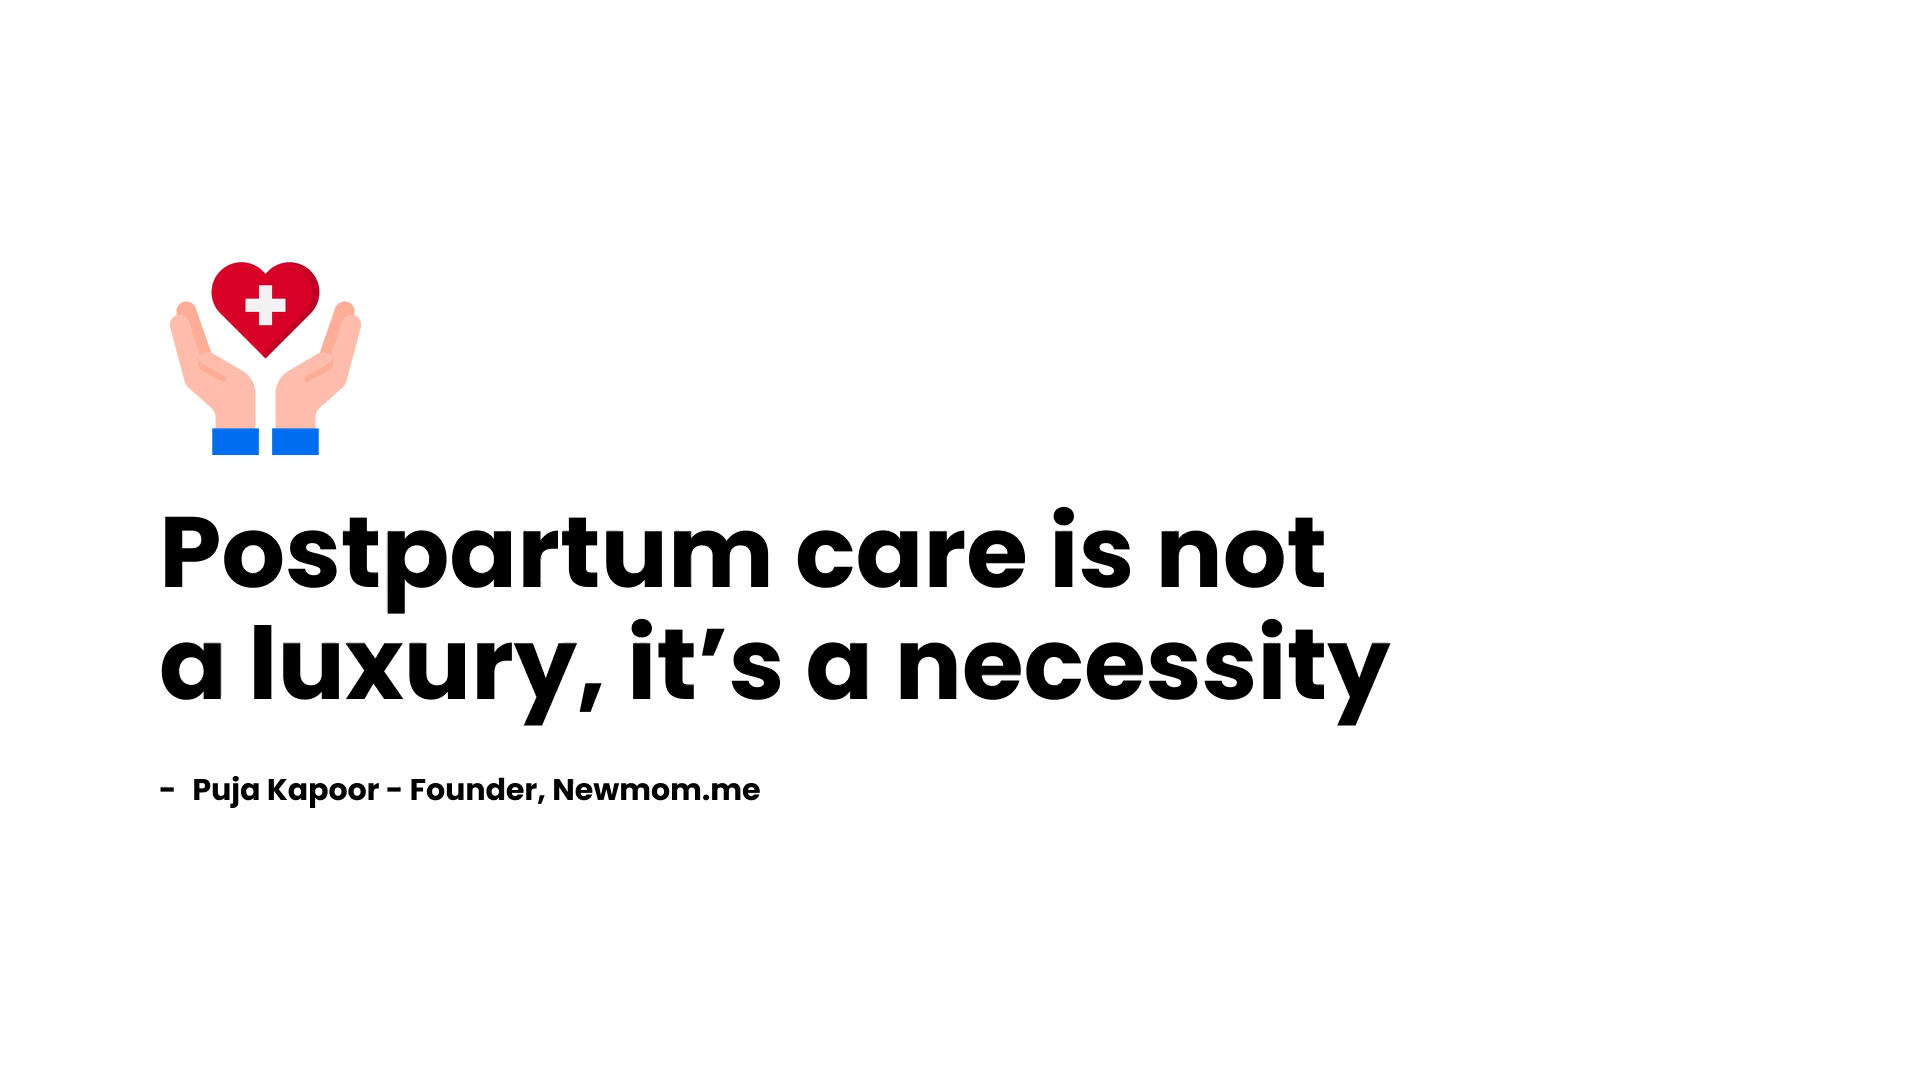 Postpartum care is not
a luxury, it’s a necessity
- Puja Kapoor - Founder, Newmom.me